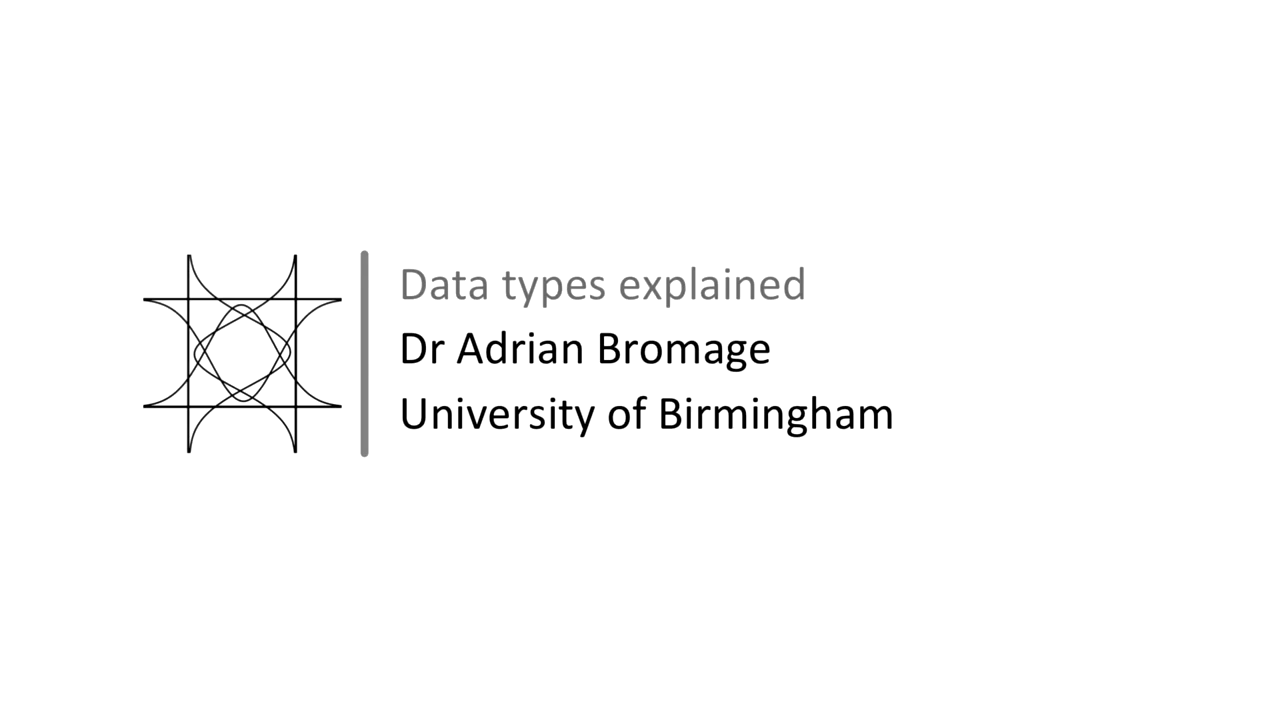 Data types explained
Dr Adrian Bromage
University of Birmingham